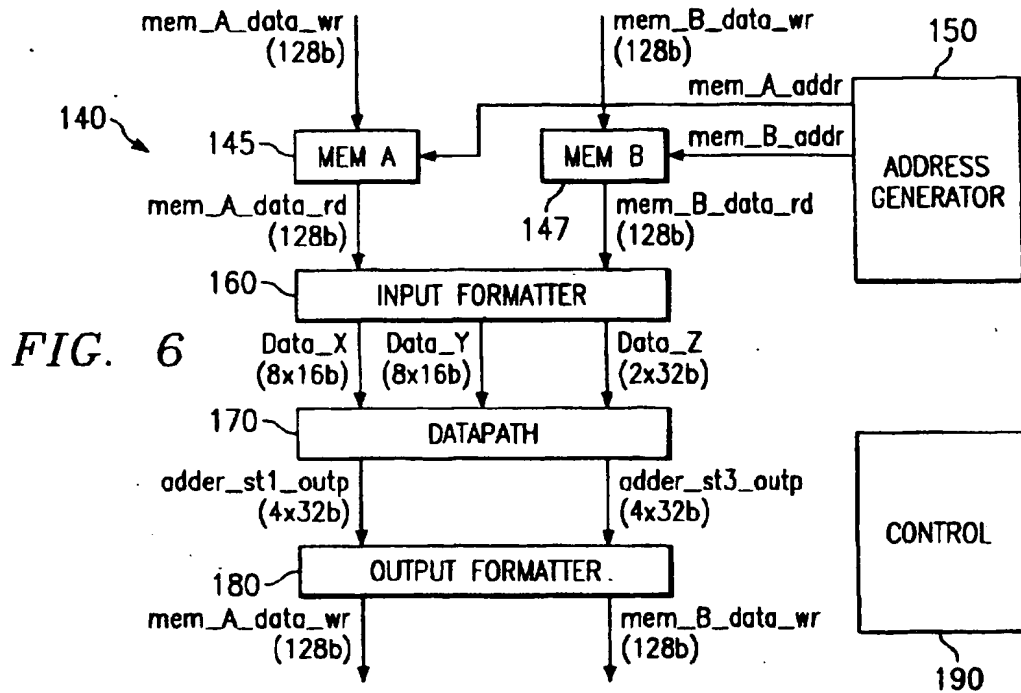 mem_A_data_wr
(128b)
mem_B_data_wr
(128b)
150
mem_A_addr
140
145
MEM A
MEM B
mem_B_addr
ADDRESS
GENERATOR
mem_A_data_rd
(128b)
147
mem_B_data_rd
(128b)
160
INPUT FORMATTER
FIG. 6
Data_X
(8x16b)
Data_Y
(8x16b)
Data_Z
(2x32b)
170
DATAPATH
adder_st1_outp
(4x32b)
adder_st3_outp
(4x32b)
CONTROL
180
OUTPUT FORMATTER
mem_A_data_wr
(128b)
mem_B_data_wr
(128b)
190